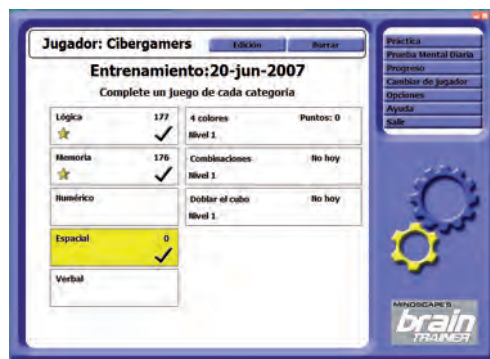 Jugador: Cibergamers
Edición
Borrar
Entrenamiento:20-jun-2007
Complete un juego de cada categoría
Lógica 177
Memoria 176
Numérico
Espacial 0
Verbal
4 colores Puntos: 0
Nivel 1
Combinaciones No hoy
Nivel 1
Doblar el cubo No hoy
Nivel 1
Práctica
Prueba Mental Diaria
Progreso
Cambiar de jugador
Opciones
Ayuda
Salir
MINDSCAPE'S
brain
TRAINER